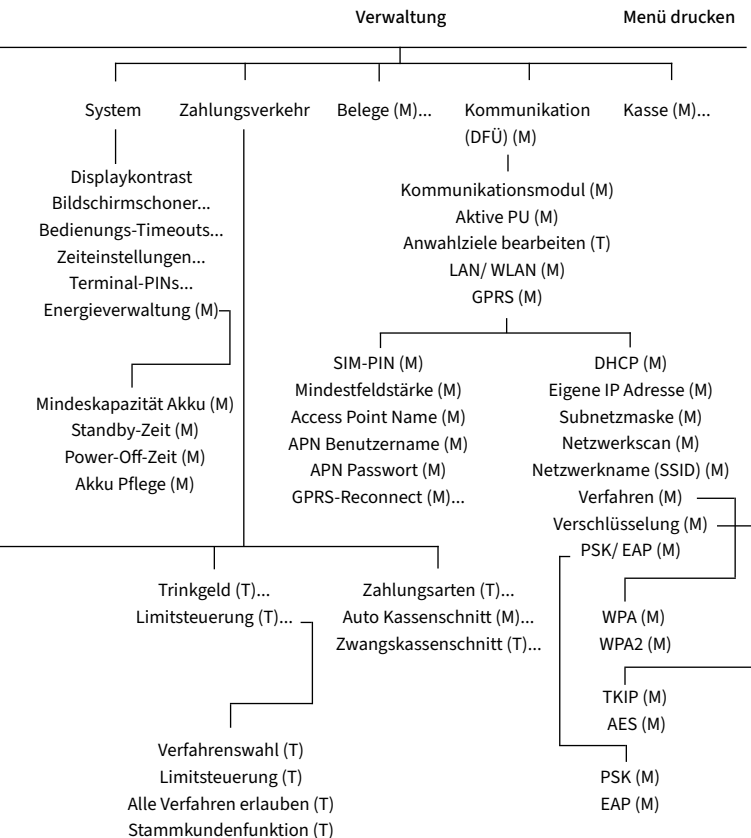 Verwaltung
Menü drucken
System
Zahlungsverkehr
Belege (M)...
Kommunikation
(DFÜ) (M)
Kasse (M)...
Displaykontrast
Bildschirmschoner...
Bedienungs-Timeouts...
Zeiteinstellungen...
Terminal-PINs...
Energieverwaltung (M)
Mindeskapazität Akku (M)
Standby-Zeit (M)
Power-Off-Zeit (M)
Akku Pflege (M)
Kommunikationsmodul (M)
Aktive PU (M)
Anwahlziele bearbeiten (T)
LAN/ WLAN (M)
GPRS (M)
SIM-PIN (M)
Mindestfeldstärke (M)
Access Point Name (M)
APN Benutzername (M)
APN Passwort (M)
GPRS-Reconnect (M)...
DHCP (M)
Eigene IP Adresse (M)
Subnetzmaske (M)
Netzwerkscan (M)
Netzwerkname (SSID) (M)
Verfahren (M)
Verschlüsselung (M)
PSK/ EAP (M)
Trinkgeld (T)...
Limitsteuerung (T)...
Zahlungsarten (T)...
Auto Kassenschnitt (M)...
Zwangskassenschnitt (T)...
WPA (M)
WPA2 (M)
TKIP (M)
AES (M)
PSK (M)
EAP (M)
Verfahrenswahl (T)
Limitsteuerung (T)
Alle Verfahren erlauben (T)
Stammkundenfunktion (T)